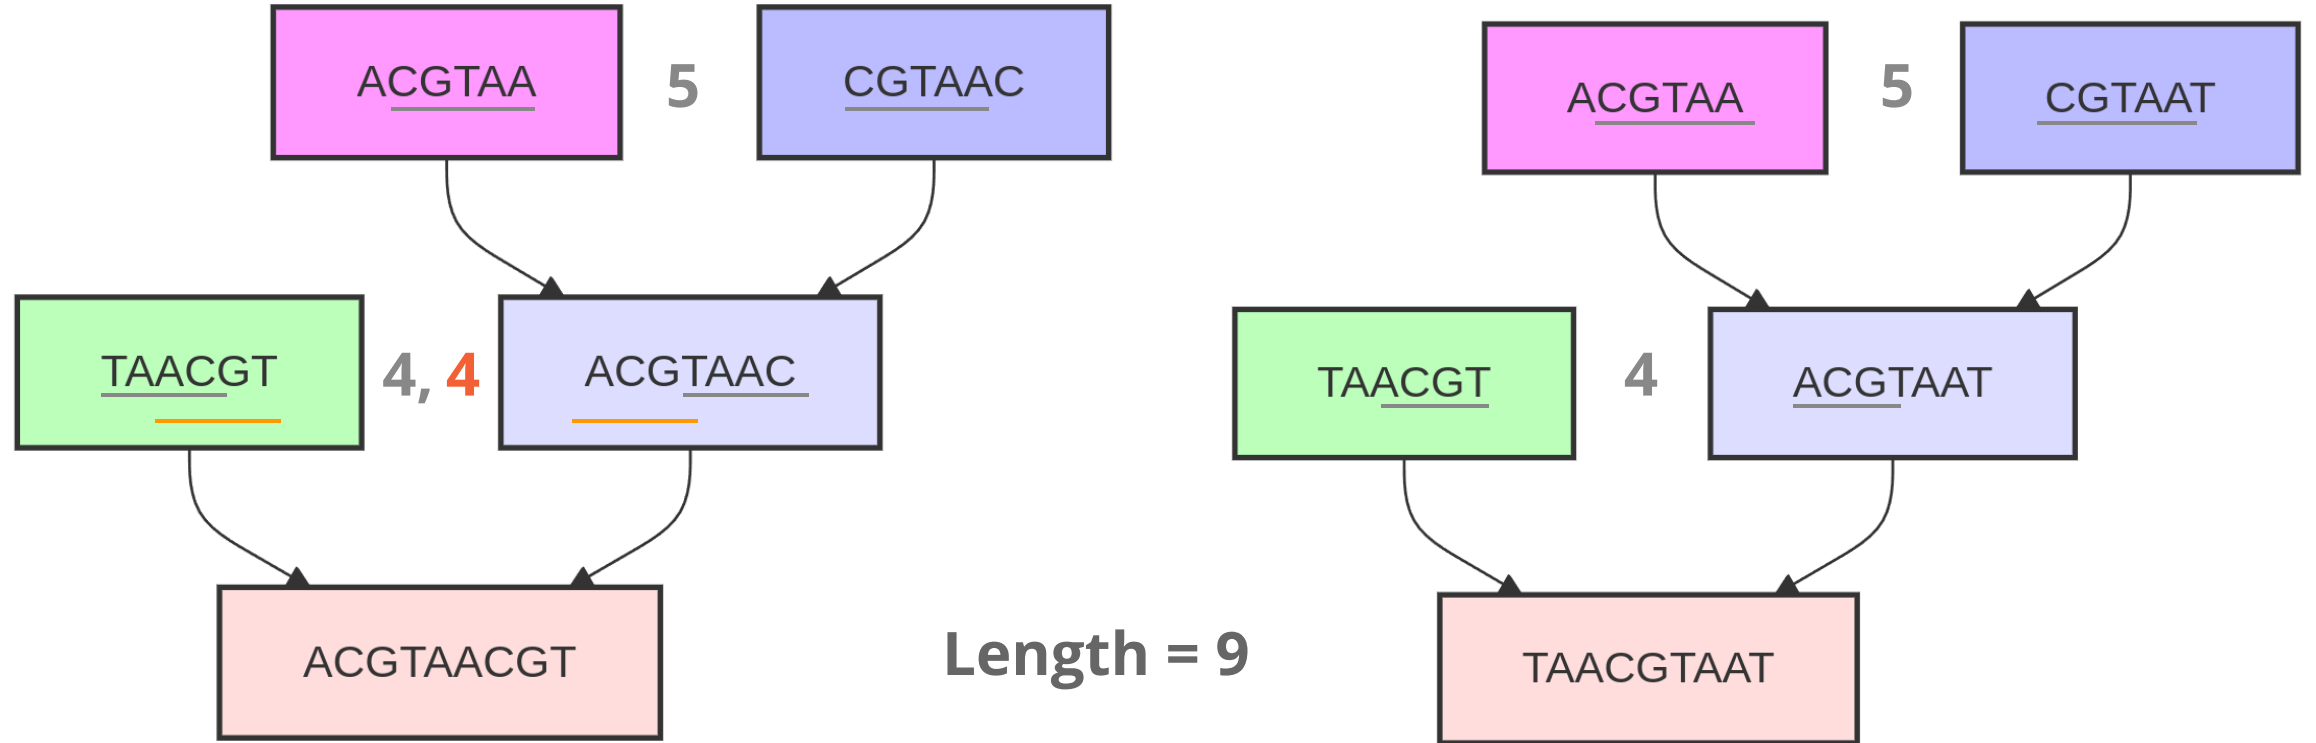 ACGTAA 5 CGTAAC
TAACGT 4, 4 ACGTAAC
ACGTAACGT
Length = 9
ACGTAA 5 CGTAAT
TAACGT 4 ACGTAAT
TAACGTAAT